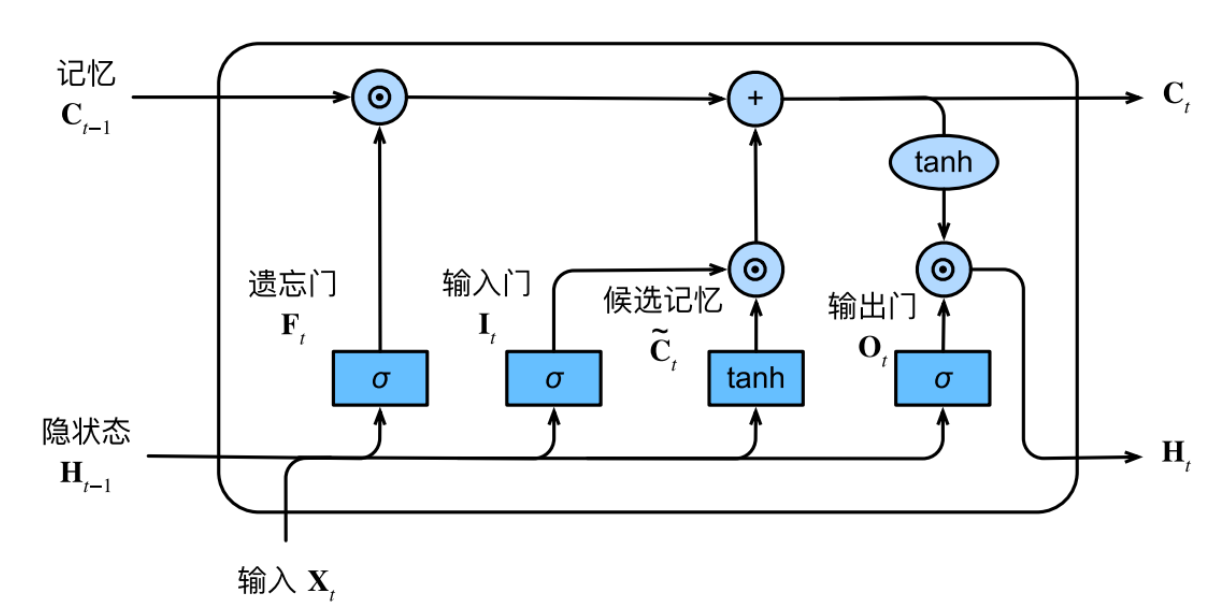 记忆
C_{t−1}
⊙
+
C_t
tanh
遗忘门
F_t
输入门
I_t
候选记忆
C̃_t
⊙
输出门
O_t
⊙
σ
σ
tanh
σ
隐状态
H_{t−1}
H_t
输入 X_t